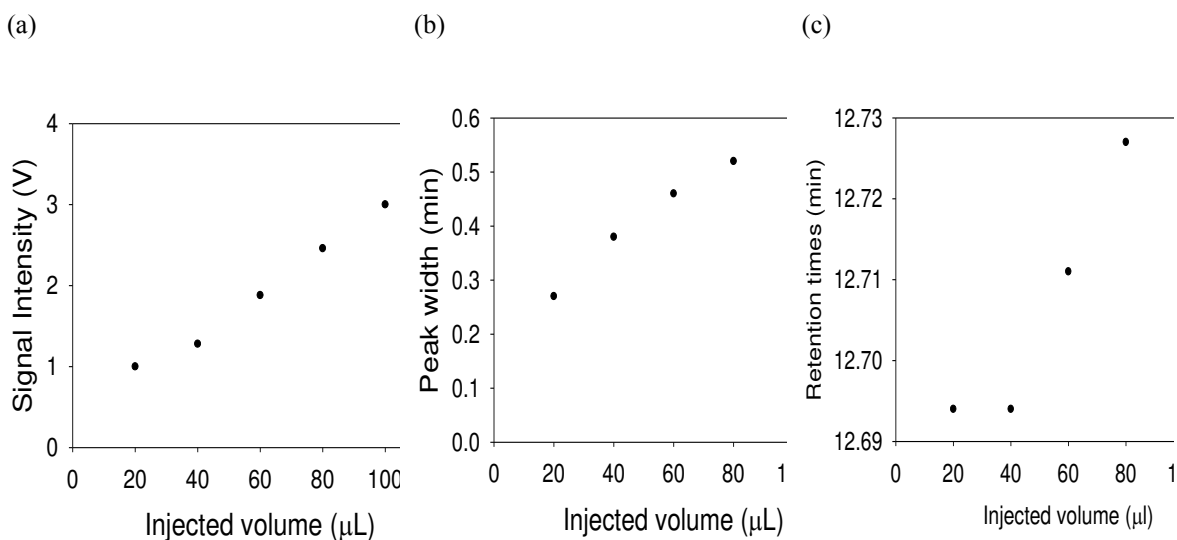 (a)
(b)
(c)
Signal Intensity (V)
4
3
2
1
0
0 20 40 60 80 100
Injected volume (μL)
Peak width (min)
0.6
0.5
0.4
0.3
0.2
0.1
0.0
0 20 40 60 80 1
Injected volume (μL)
Retention times (min)
12.73
12.72
12.71
12.70
12.69
0 20 40 60 80 1
Injected volume (μl)